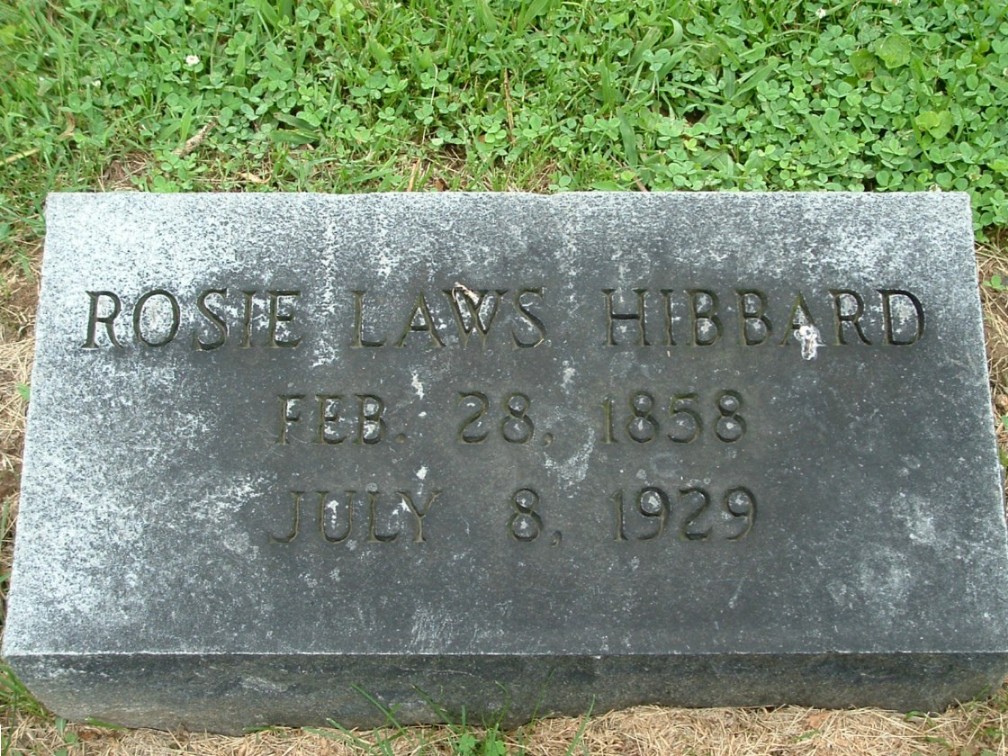 ROSIE LAWS HIBBARD
FEB. 28, 1858
JULY 8, 1929